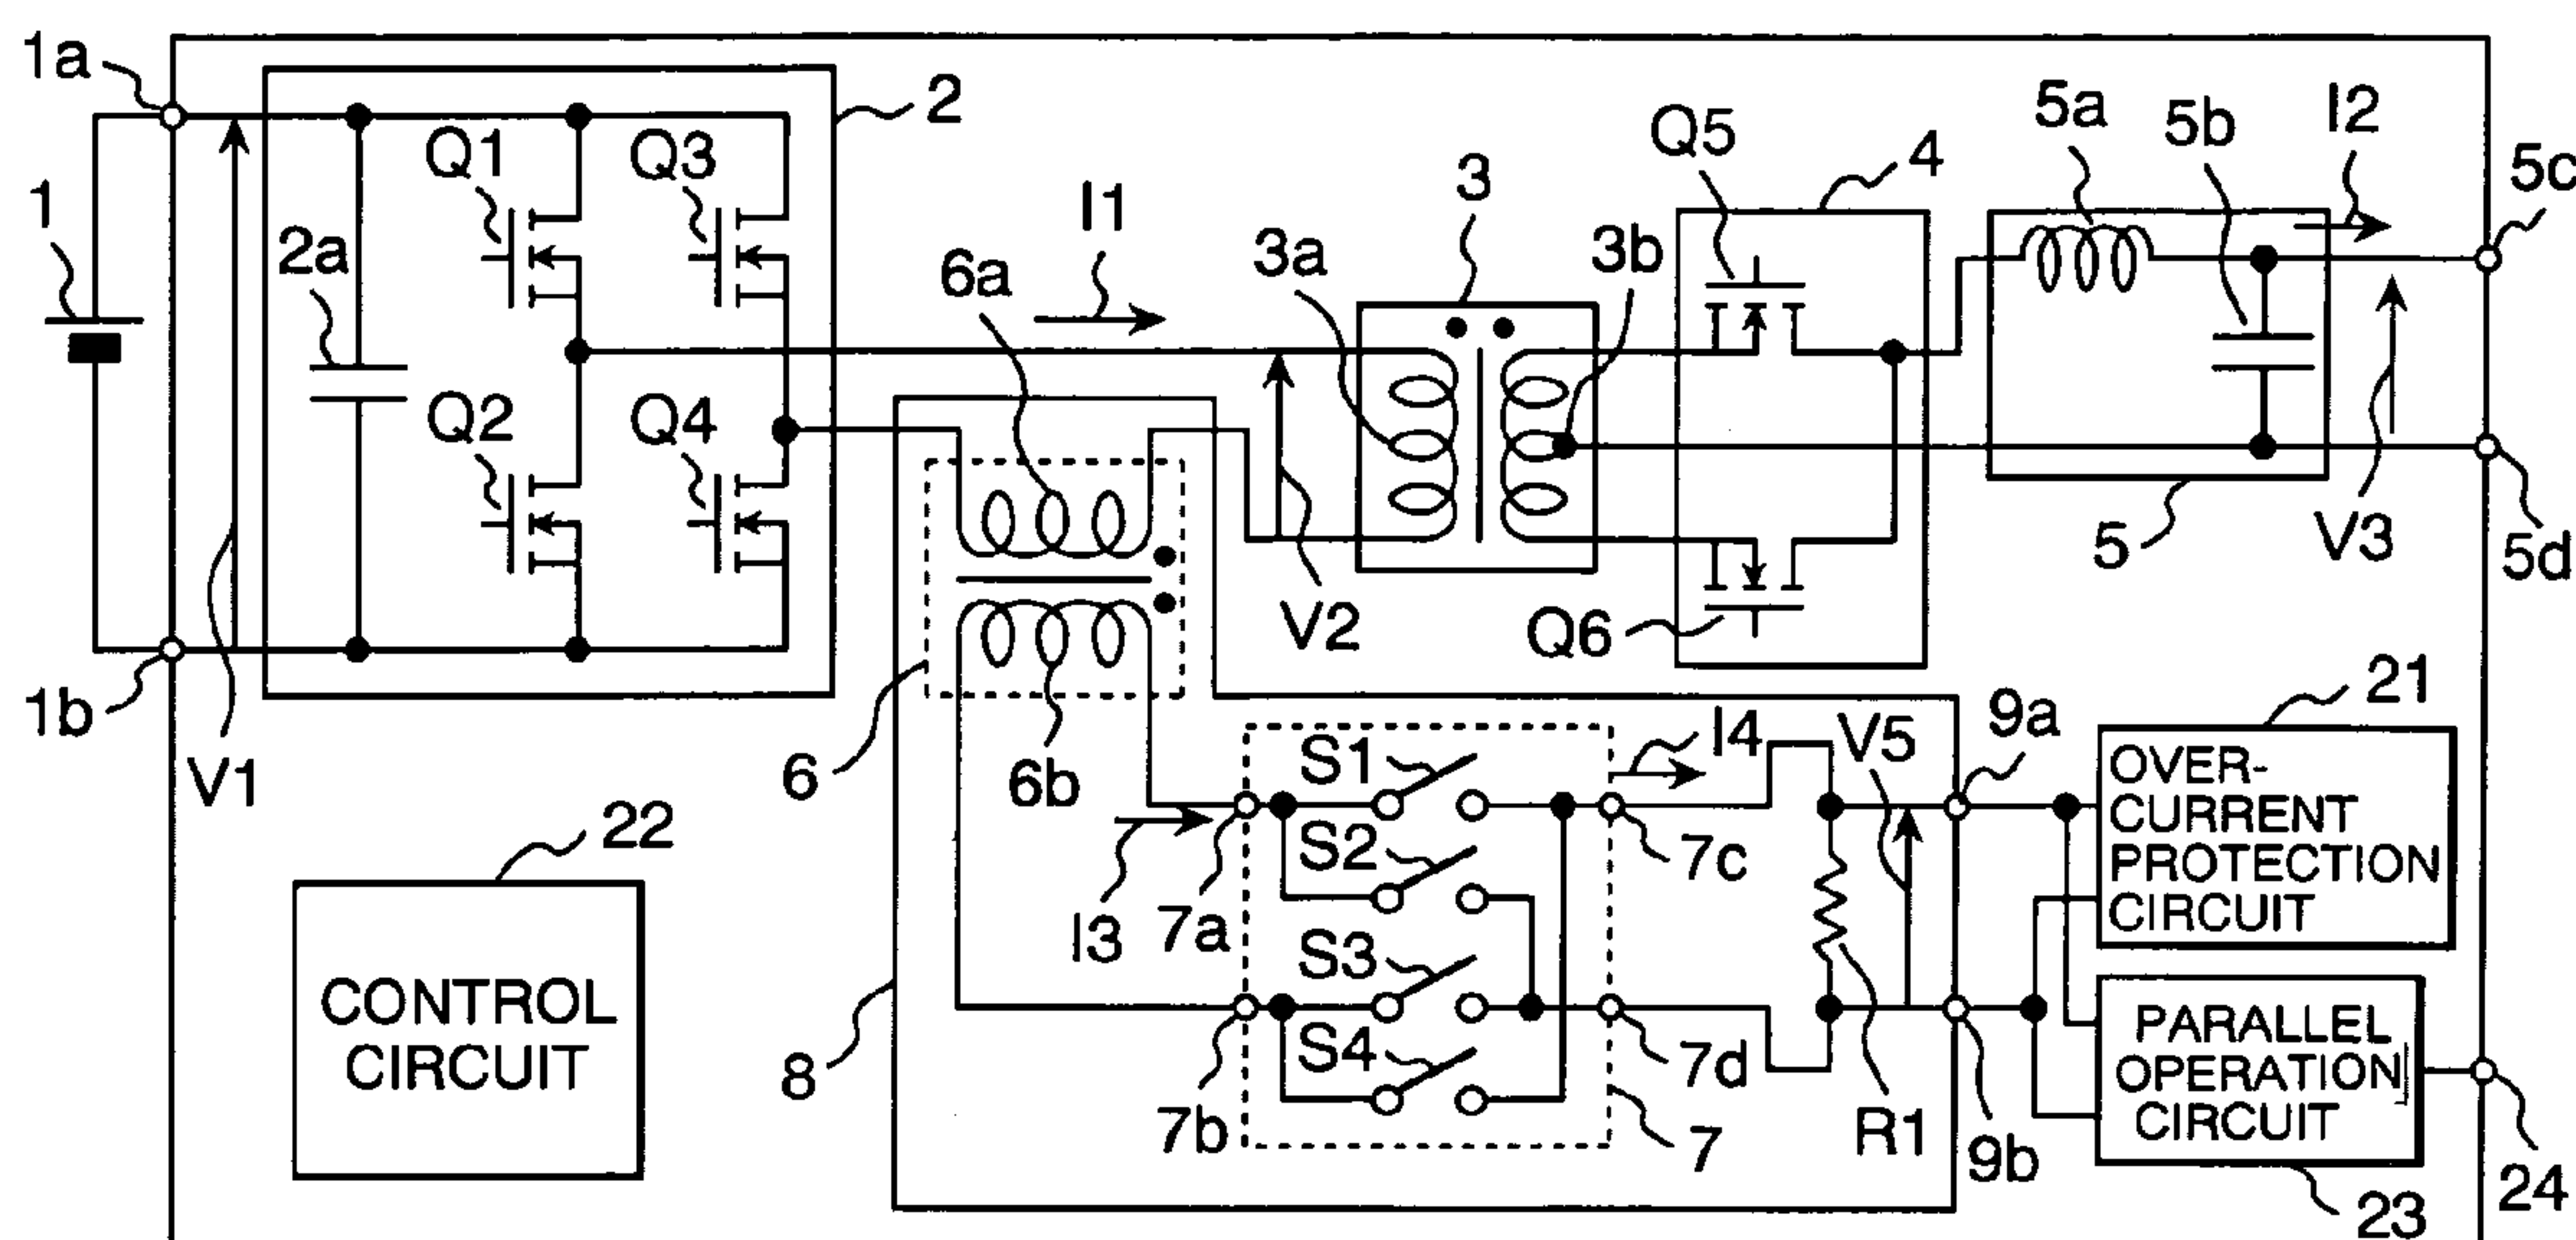 1a
2
Q1
Q3
1
2a
Q2
Q4
1b
V1
I1
6a
3
3a
3b
Q5
4
5a
5b
I2
5c
V3
5d
5
V2
Q6
6
6b
I3
7a
S1
S2
S3
S4
I4
7c
7d
7b
7
8
V5
9a
R1
9b
21
OVER-
CURRENT
PROTECTION
CIRCUIT
PARALLEL
OPERATION
CIRCUIT
23
24
22
CONTROL
CIRCUIT